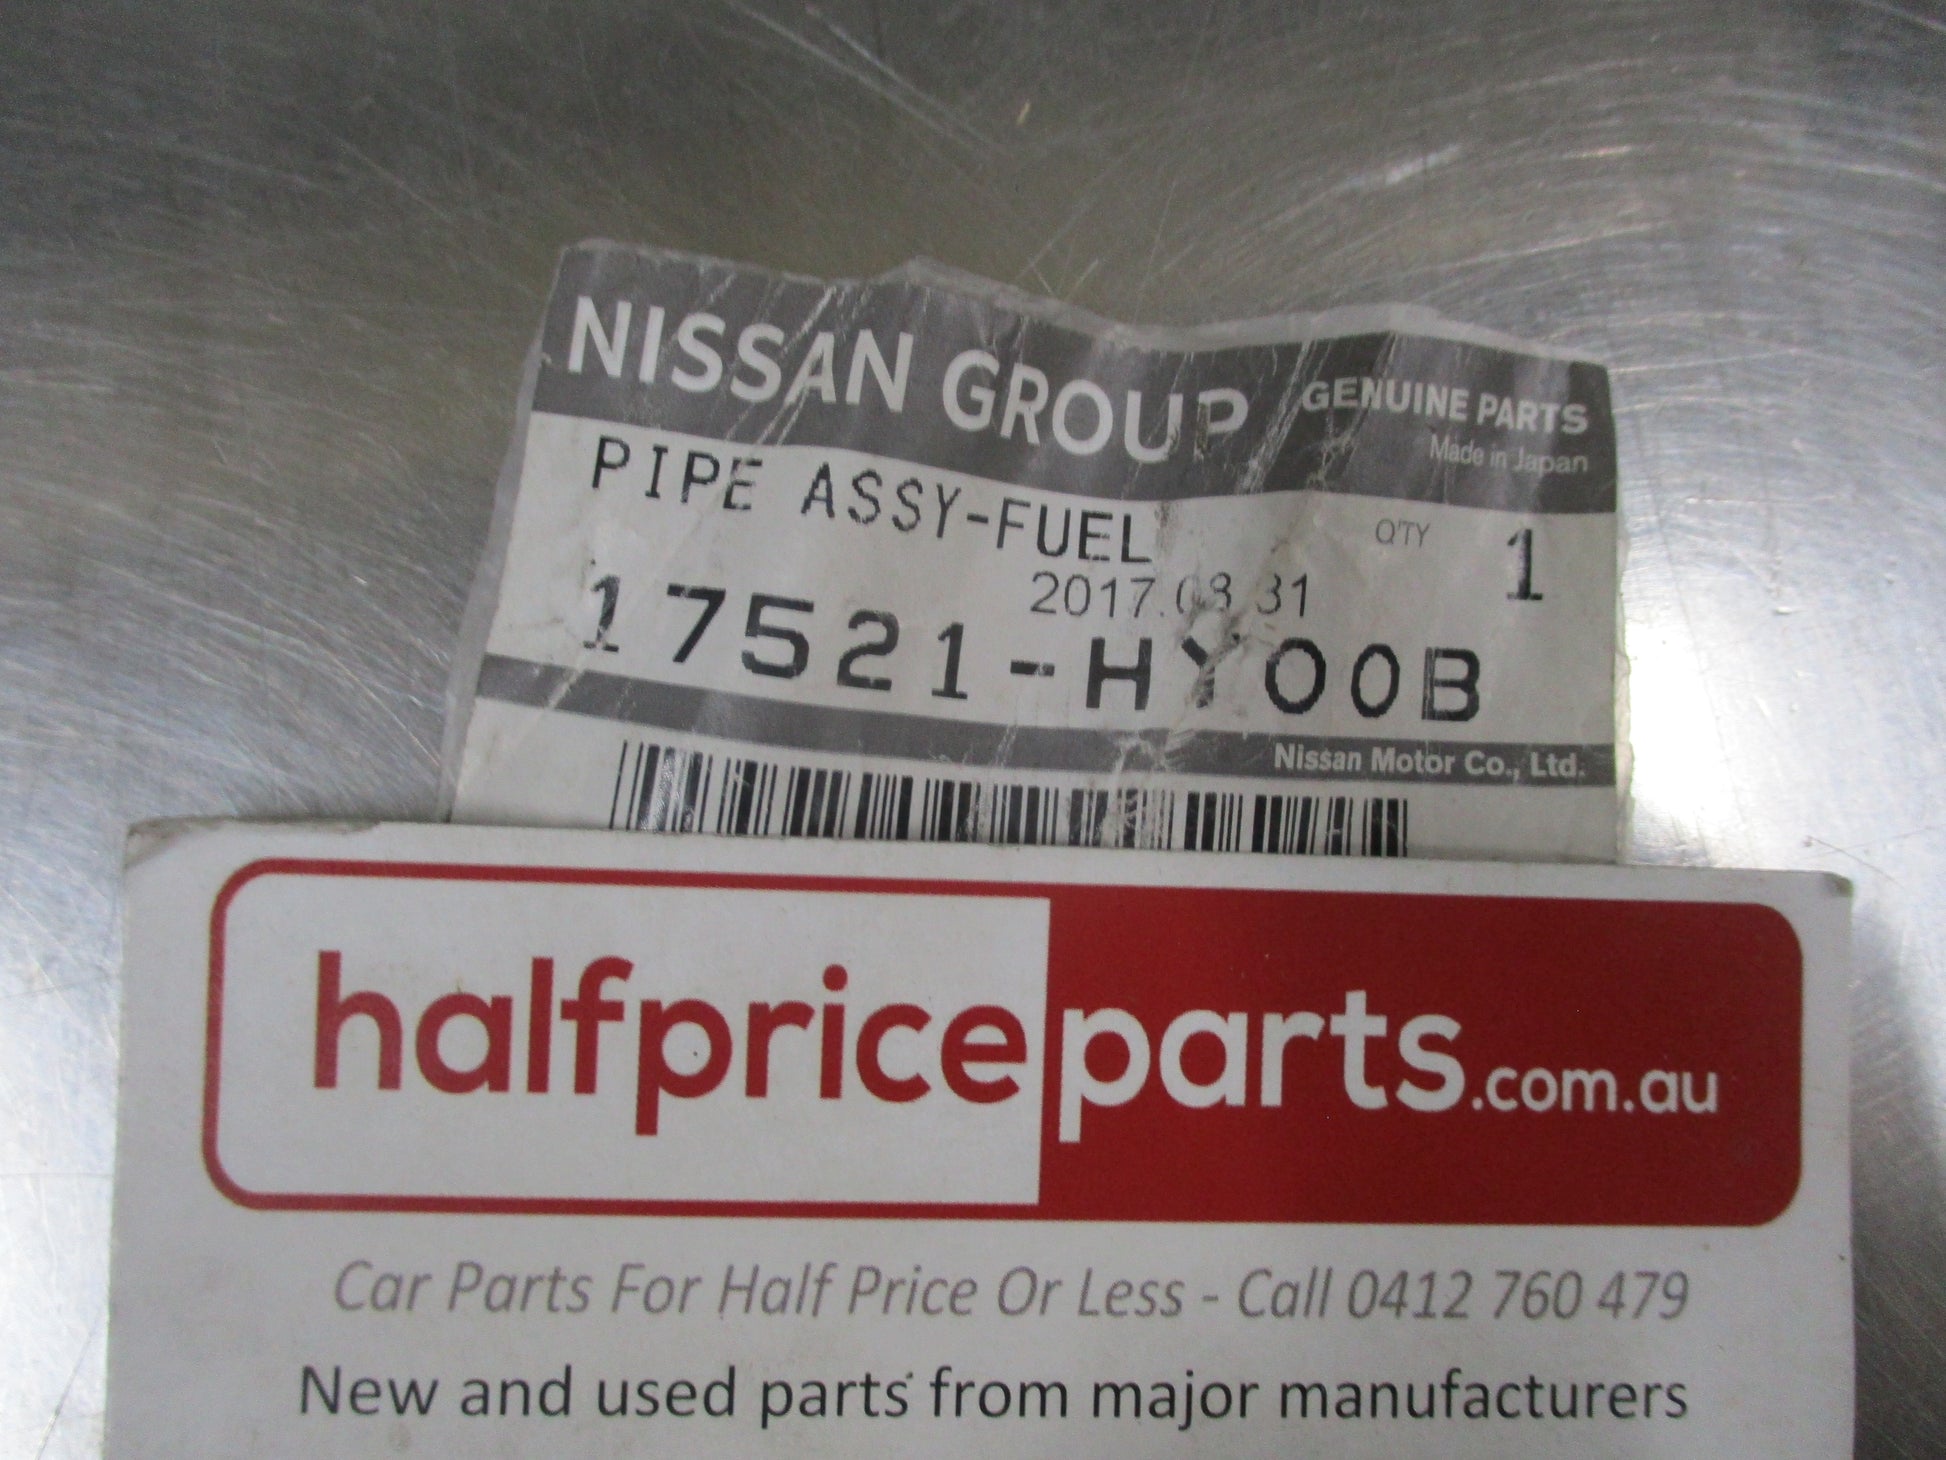 NISSAN GROUP GENUINE PARTS
Made in Japan
PIPE ASSY-FUEL Q'TY 1
2017.08.31
17521-HY00B
Nissan Motor Co., Ltd.
halfpriceparts.com.au
Car Parts For Half Price Or Less - Call 0412 760 479
New and used parts from major manufacturers